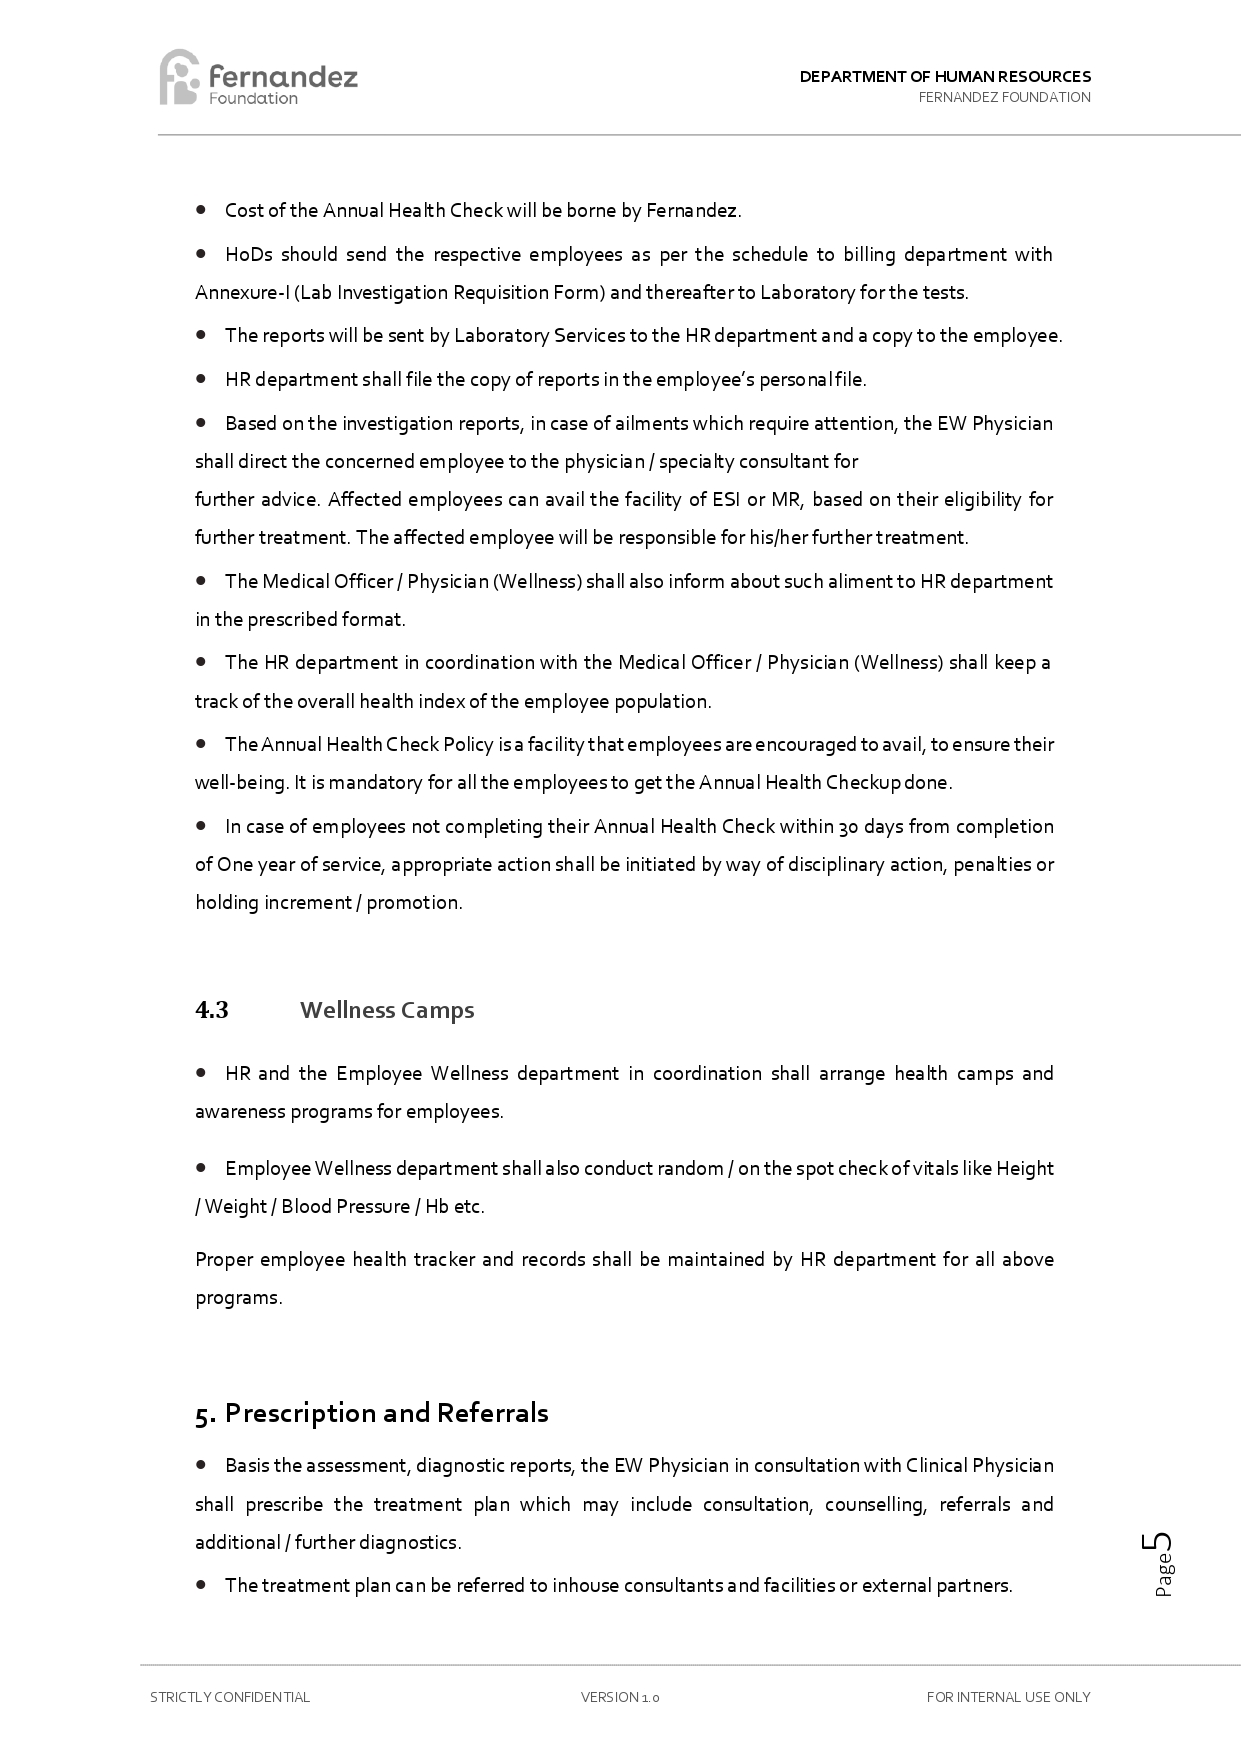 fernandez
Foundation
DEPARTMENT OF HUMAN RESOURCES
FERNANDEZ FOUNDATION
● Cost of the Annual Health Check will be borne by Fernandez.
● HoDs should send the respective employees as per the schedule to billing department with
Annexure-I (Lab Investigation Requisition Form) and thereafter to Laboratory for the tests.
● The reports will be sent by Laboratory Services to the HR department and a copy to the employee.
● HR department shall file the copy of reports in the employee’s personal file.
● Based on the investigation reports, in case of ailments which require attention, the EW Physician
shall direct the concerned employee to the physician / specialty consultant for
further advice. Affected employees can avail the facility of ESI or MR, based on their eligibility for
further treatment. The affected employee will be responsible for his/her further treatment.
● The Medical Officer / Physician (Wellness) shall also inform about such aliment to HR department
in the prescribed format.
● The HR department in coordination with the Medical Officer / Physician (Wellness) shall keep a
track of the overall health index of the employee population.
● The Annual Health Check Policy is a facility that employees are encouraged to avail, to ensure their
well-being. It is mandatory for all the employees to get the Annual Health Checkup done.
● In case of employees not completing their Annual Health Check within 30 days from completion
of One year of service, appropriate action shall be initiated by way of disciplinary action, penalties or
holding increment / promotion.
4.3 Wellness Camps
● HR and the Employee Wellness department in coordination shall arrange health camps and
awareness programs for employees.
● Employee Wellness department shall also conduct random / on the spot check of vitals like Height
/ Weight / Blood Pressure / Hb etc.
Proper employee health tracker and records shall be maintained by HR department for all above
programs.
5. Prescription and Referrals
● Basis the assessment, diagnostic reports, the EW Physician in consultation with Clinical Physician
shall prescribe the treatment plan which may include consultation, counselling, referrals and
additional / further diagnostics.
● The treatment plan can be referred to inhouse consultants and facilities or external partners.
Page5
STRICTLY CONFIDENTIAL
VERSION 1.0
FOR INTERNAL USE ONLY